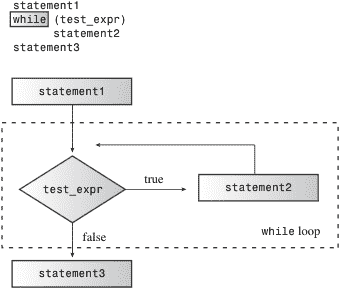 statement1
while (test_expr)
statement2
statement3
statement1
test_expr
true
statement2
while loop
false
statement3